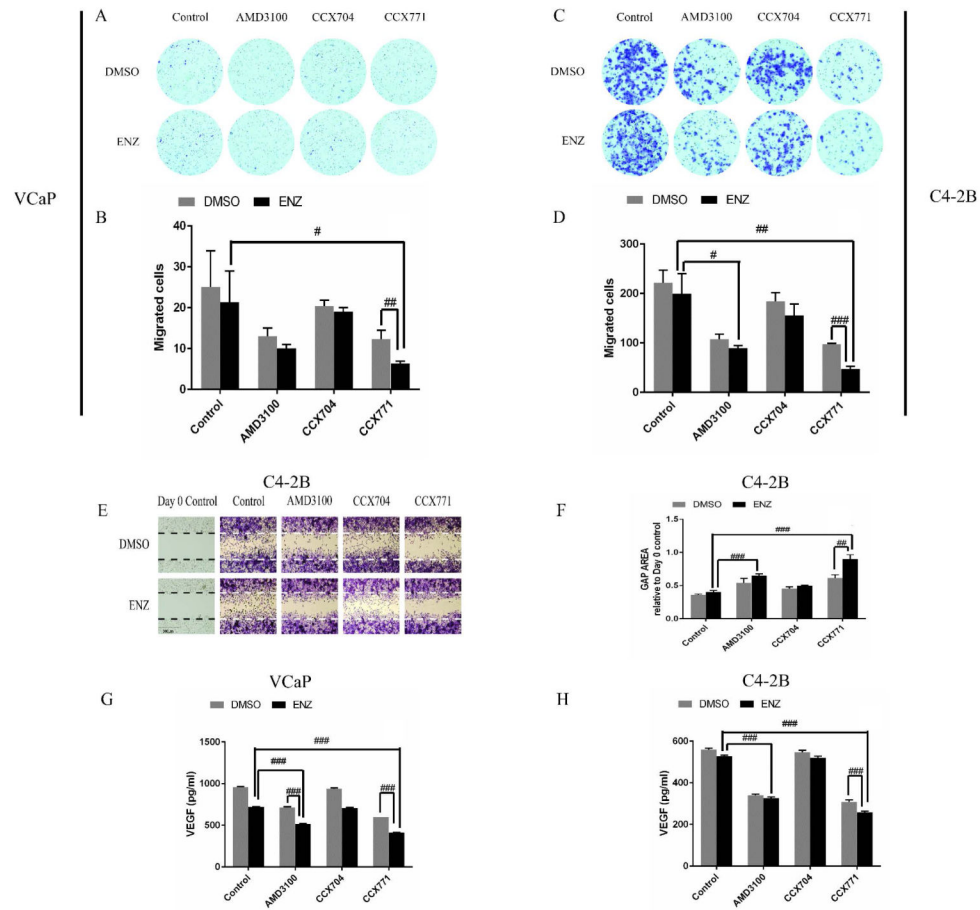 A
Control AMD3100 CCX704 CCX771
DMSO
ENZ
VCaP
B
DMSO ENZ
Migrated cells
40
30
20
10
0
#
##
Control AMD3100 CCX704 CCX771
C
Control AMD3100 CCX704 CCX771
DMSO
ENZ
C4-2B
D
DMSO ENZ
Migrated cells
300
200
100
0
##
#
###
Control AMD3100 CCX704 CCX771
C4-2B
E
Day 0 Control Control AMD3100 CCX704 CCX771
DMSO
ENZ
C4-2B
F
DMSO ENZ
GAP AREA
relative to Day 0 control
1.5
1.0
0.5
0.0
###
###
##
Control AMD3100 CCX704 CCX771
VCaP
G
DMSO ENZ
VEGF (pg/ml)
1500
1000
500
0
###
###
###
###
Control AMD3100 CCX704 CCX771
C4-2B
H
DMSO ENZ
VEGF (pg/ml)
600
400
200
0
###
###
###
Control AMD3100 CCX704 CCX771